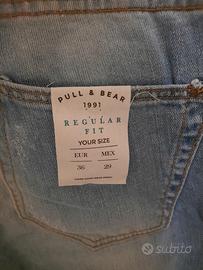 PULL & BEAR
1991
REGULAR
FIT
YOUR SIZE
EUR MEX
36 29
subito